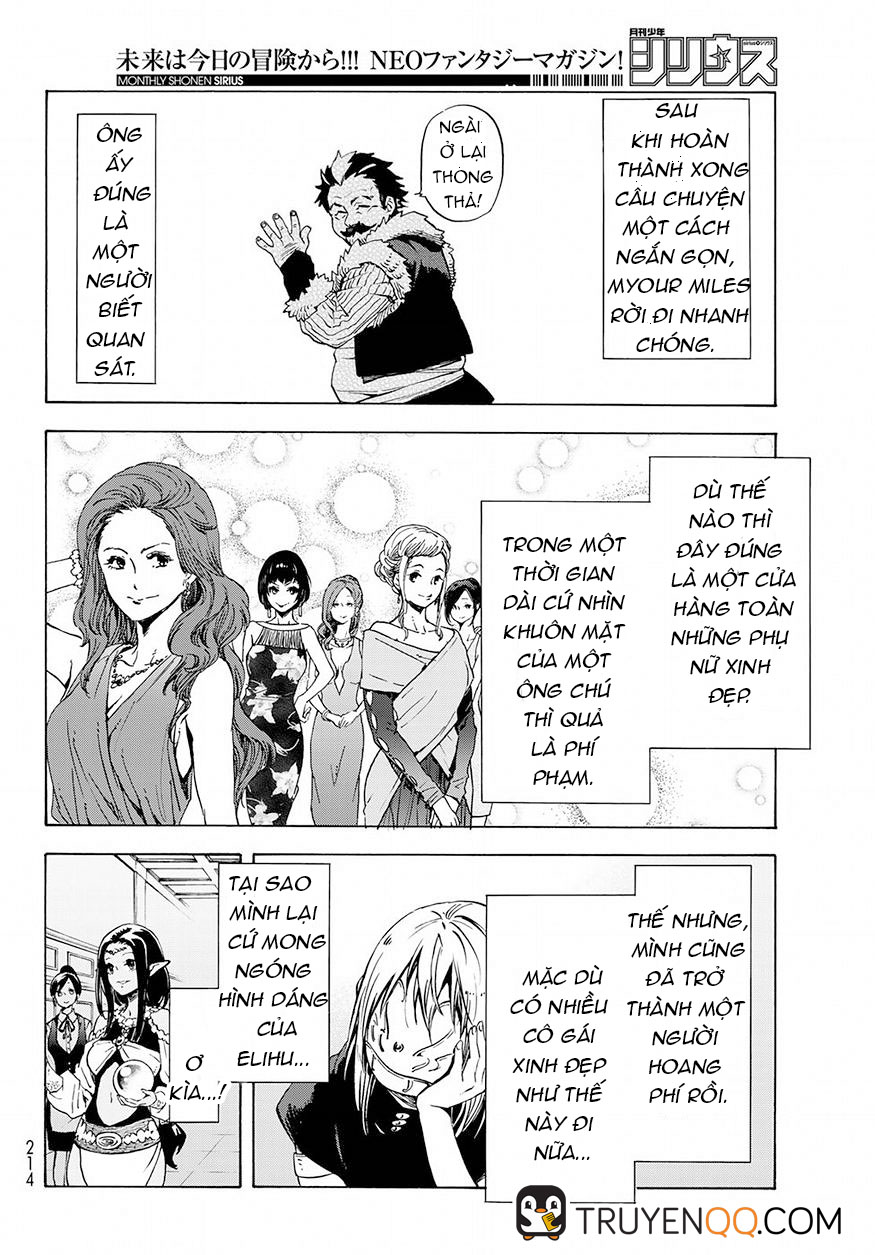 未来は今日の冒険から!!! NEOファンタジーマガジン!
月刊少年
シリウス
MONTHLY SHONEN SIRIUS
SAU
KHI HOÀN
THÀNH XONG
CÂU CHUYỆN
MỘT CÁCH
NGẮN GỌN,
MYOUR MILES
RỜI ĐI NHANH
CHÓNG.
NGÀI
Ở LẠI
THONG
THẢ!
ÔNG
ẤY
ĐÚNG
LÀ
MỘT
NGƯỜI
BIẾT
QUAN
SÁT.
DÙ THẾ
NÀO THÌ
ĐÂY ĐÚNG
LÀ MỘT CỬA
HÀNG TOÀN
NHỮNG PHỤ
NỮ XINH
ĐẸP.
TRONG MỘT
THỜI GIAN
DÀI CỨ NHÌN
KHUÔN MẶT
CỦA MỘT
ÔNG CHÚ
THÌ QUẢ
LÀ PHÍ
PHẠM.
THẾ NHƯNG,
MÌNH CŨNG
ĐÃ TRỞ
THÀNH MỘT
NGƯỜI
HOANG
PHÍ RỒI.
MẶC DÙ
CÓ NHIỀU
CÔ GÁI
XINH ĐẸP
NHƯ THẾ
NÀY ĐI
NỮA...
TẠI SAO
MÌNH LẠI
CỨ MONG
NGÓNG
HÌNH DÁNG
CỦA
ELIHU...
Ơ
KÌA...!
214
TRUYENQQ.COM